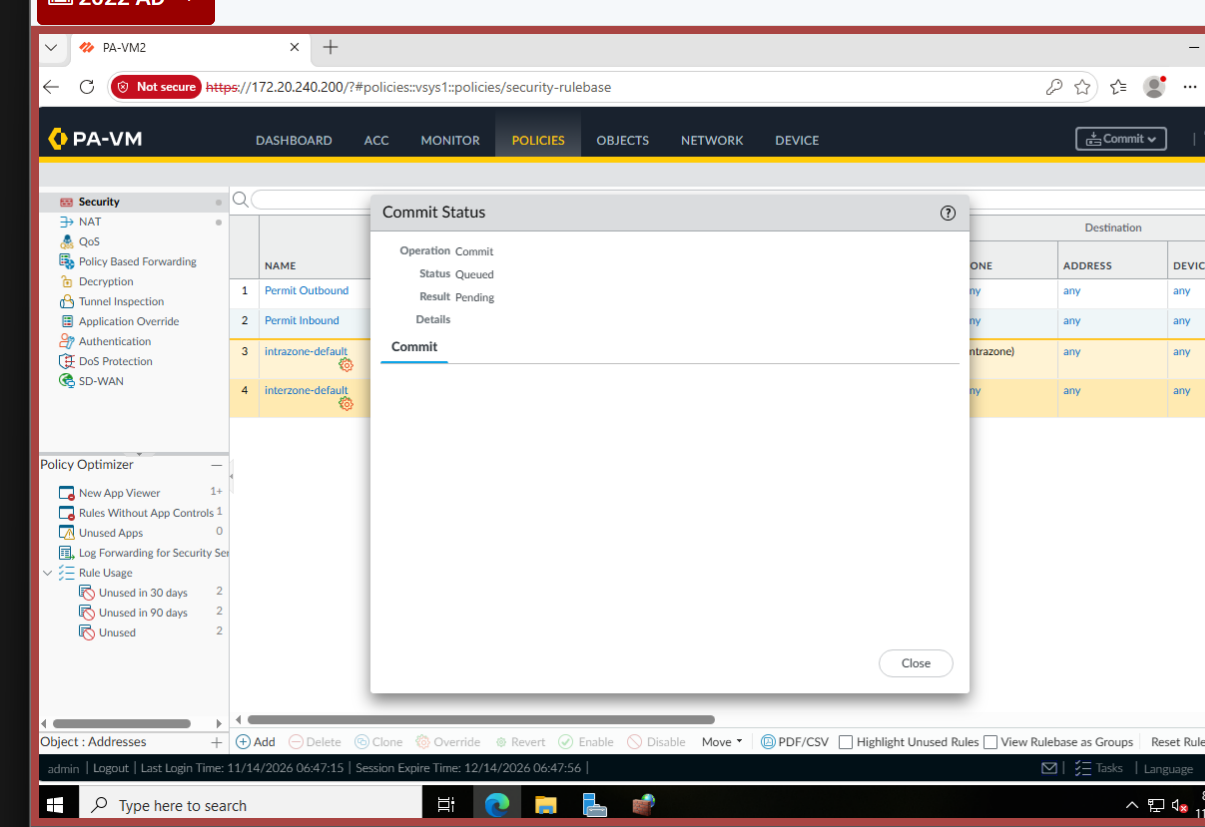 2022 AD
PA-VM2
Not secure https://172.20.240.200/?#policies::vsys1::policies/security-rulebase
PA-VM DASHBOARD ACC MONITOR POLICIES OBJECTS NETWORK DEVICE Commit
Security
NAT
QoS
Policy Based Forwarding
Decryption
Tunnel Inspection
Application Override
Authentication
DoS Protection
SD-WAN
Policy Optimizer
New App Viewer 1+
Rules Without App Controls 1
Unused Apps 0
Log Forwarding for Security Ser
Rule Usage
Unused in 30 days 2
Unused in 90 days 2
Unused 2
Object : Addresses
Destination
NAME ONE ADDRESS DEVIC
1 Permit Outbound ny any any
2 Permit Inbound ny any any
3 intrazone-default ntrazone) any any
4 interzone-default ny any any
Commit Status
Operation Commit
Status Queued
Result Pending
Details
Commit
Close
Add Delete Clone Override Revert Enable Disable Move PDF/CSV Highlight Unused Rules View Rulebase as Groups Reset Rule
admin | Logout | Last Login Time: 11/14/2026 06:47:15 | Session Expire Time: 12/14/2026 06:47:56 | Tasks | Language
Type here to search